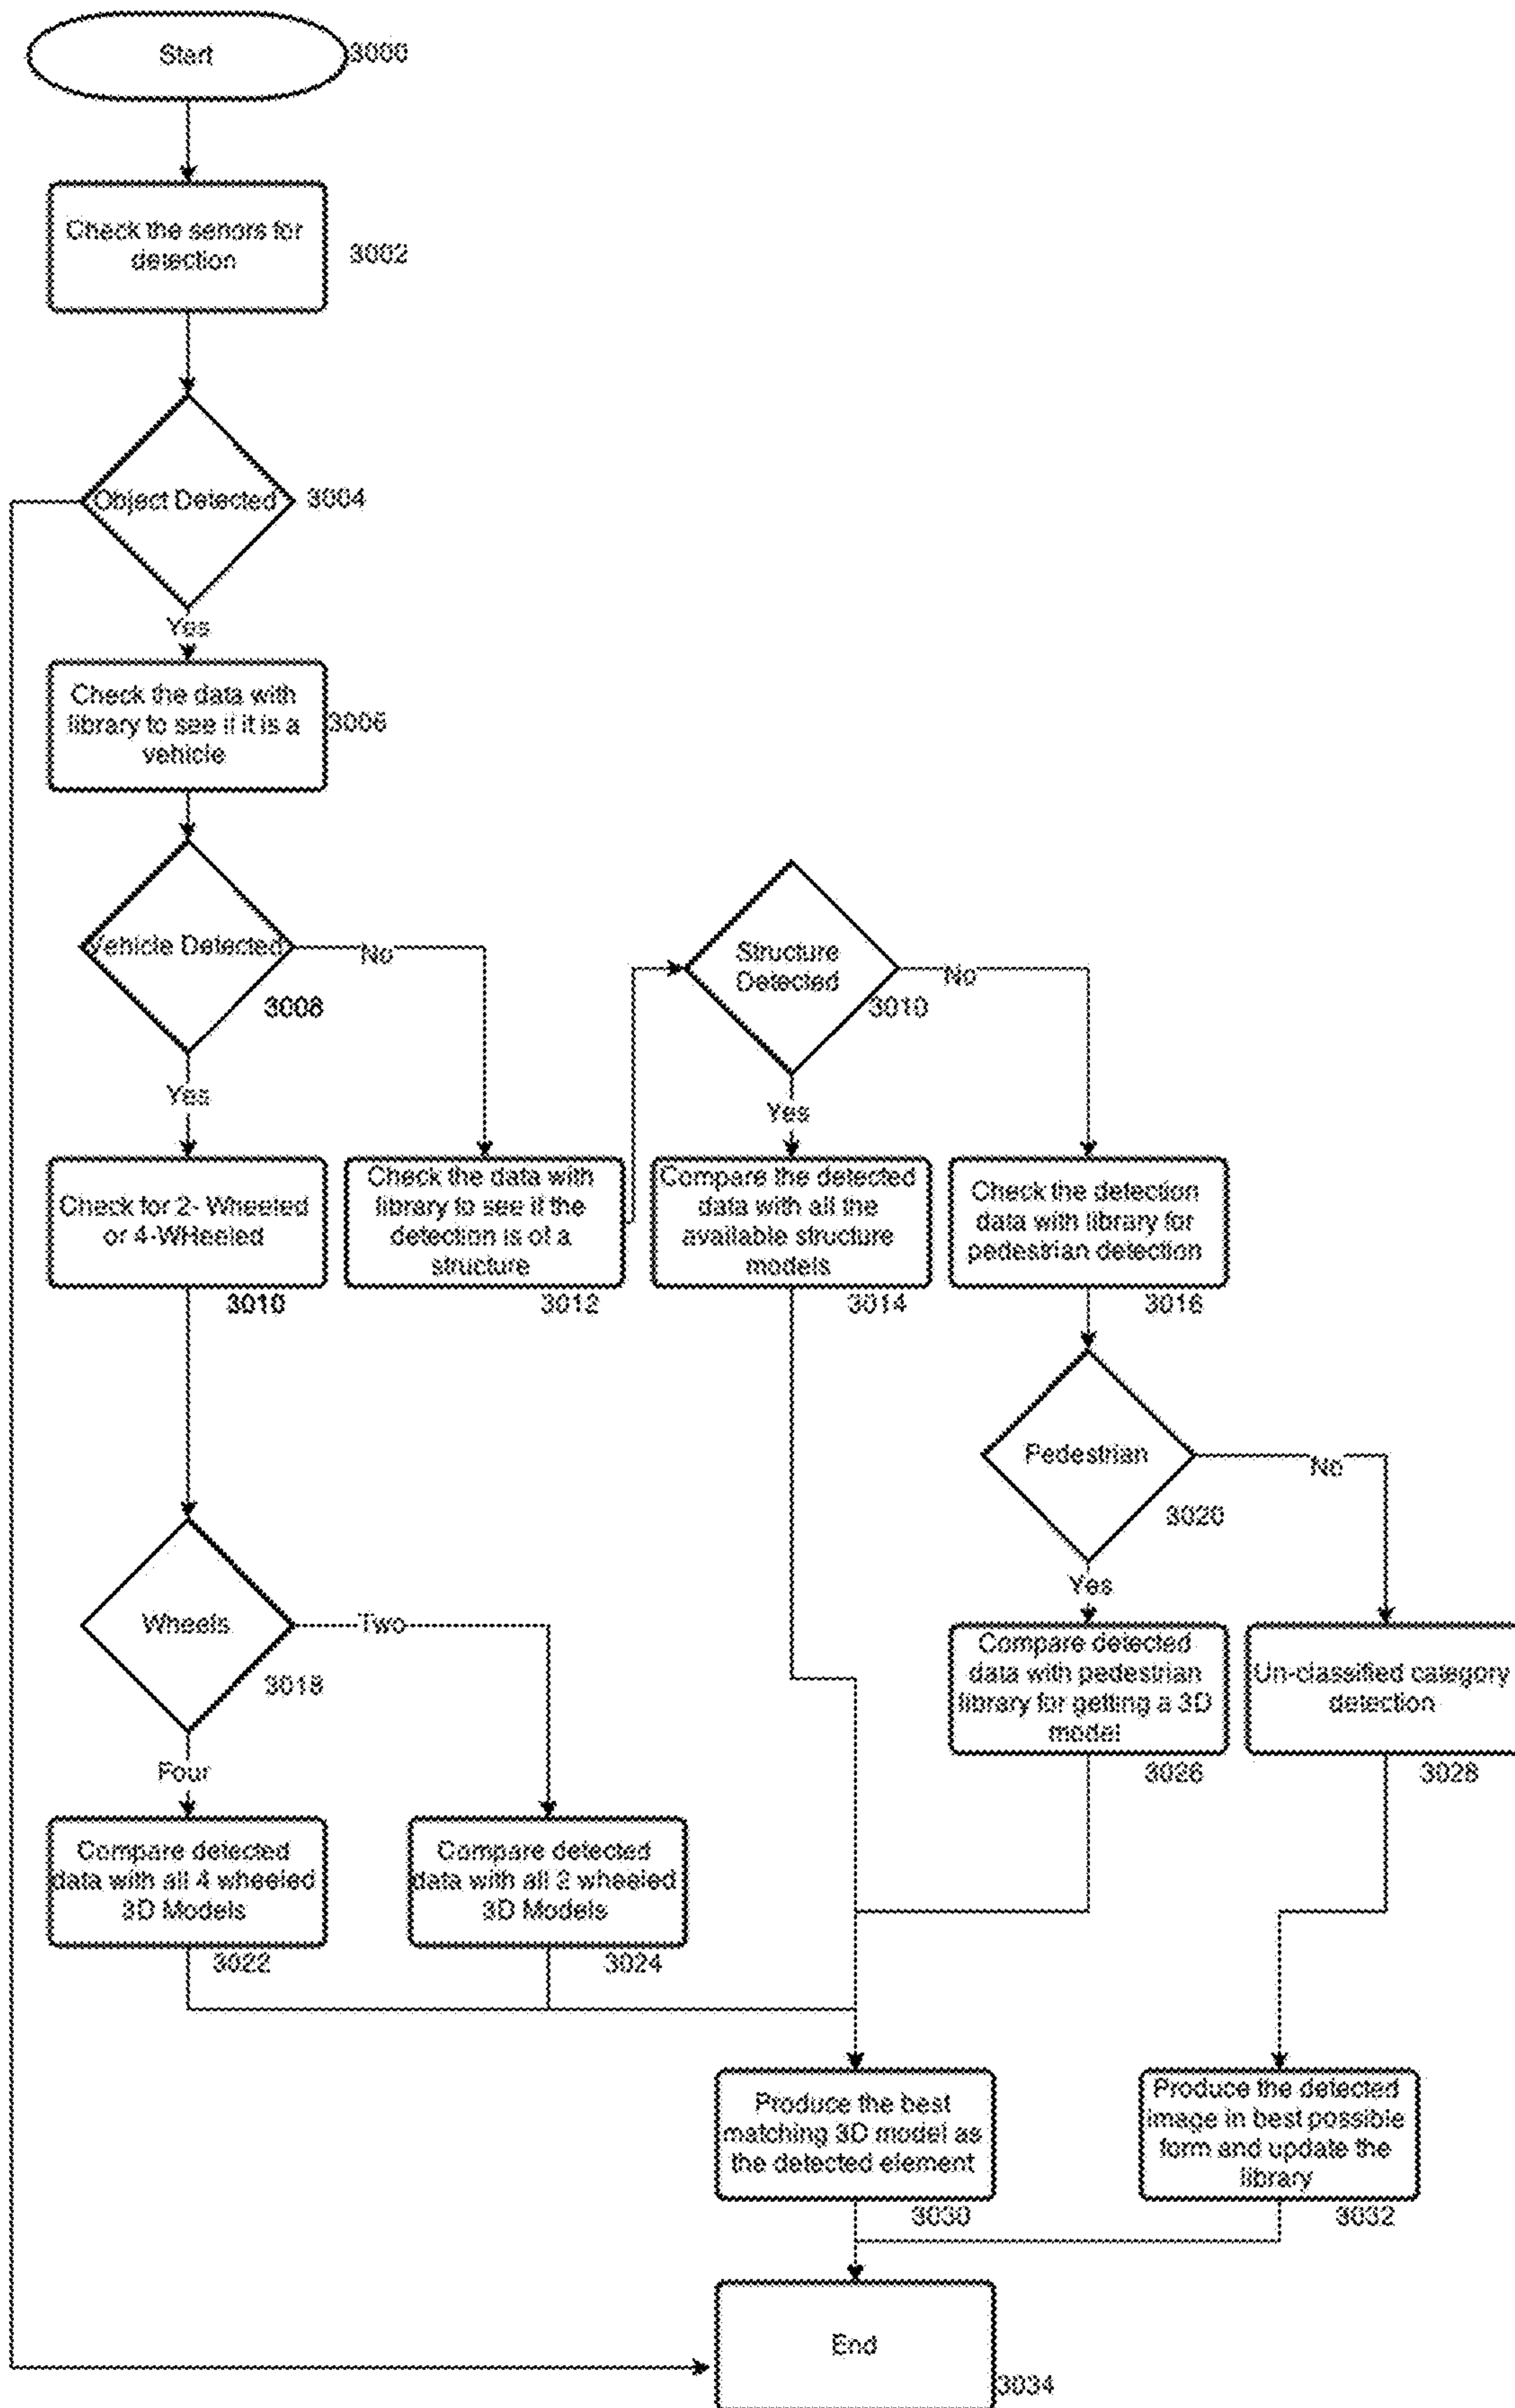 Start
3000
Check the senors for
detection
3002
Object Detected
3004
Yes
Check the data with
library to see if it is a
vehicle
3006
Vehicle Detected
No
3008
Yes
Structure
Detected
3010
No
Yes
Check for 2- Wheeled
or 4-WHeeled
3010
Check the data with
library to see if the
detection is of a
structure
3012
Compare the detected
data with all the
available structure
models
3014
Check the detection
data with library for
pedestrian detection
3016
Pedestrian
No
3020
Yes
Wheels
Two
3018
Four
Compare detected
data with pedestrian
library for getting a 3D
model
3026
Un-classified category
detection
3028
Compare detected
data with all 4 wheeled
3D Models
3022
Compare detected
data with all 2 wheeled
3D Models
3024
Produce the best
matching 3D model as
the detected element
3030
Produce the detected
image in best possible
form and update the
library
3032
End
3034